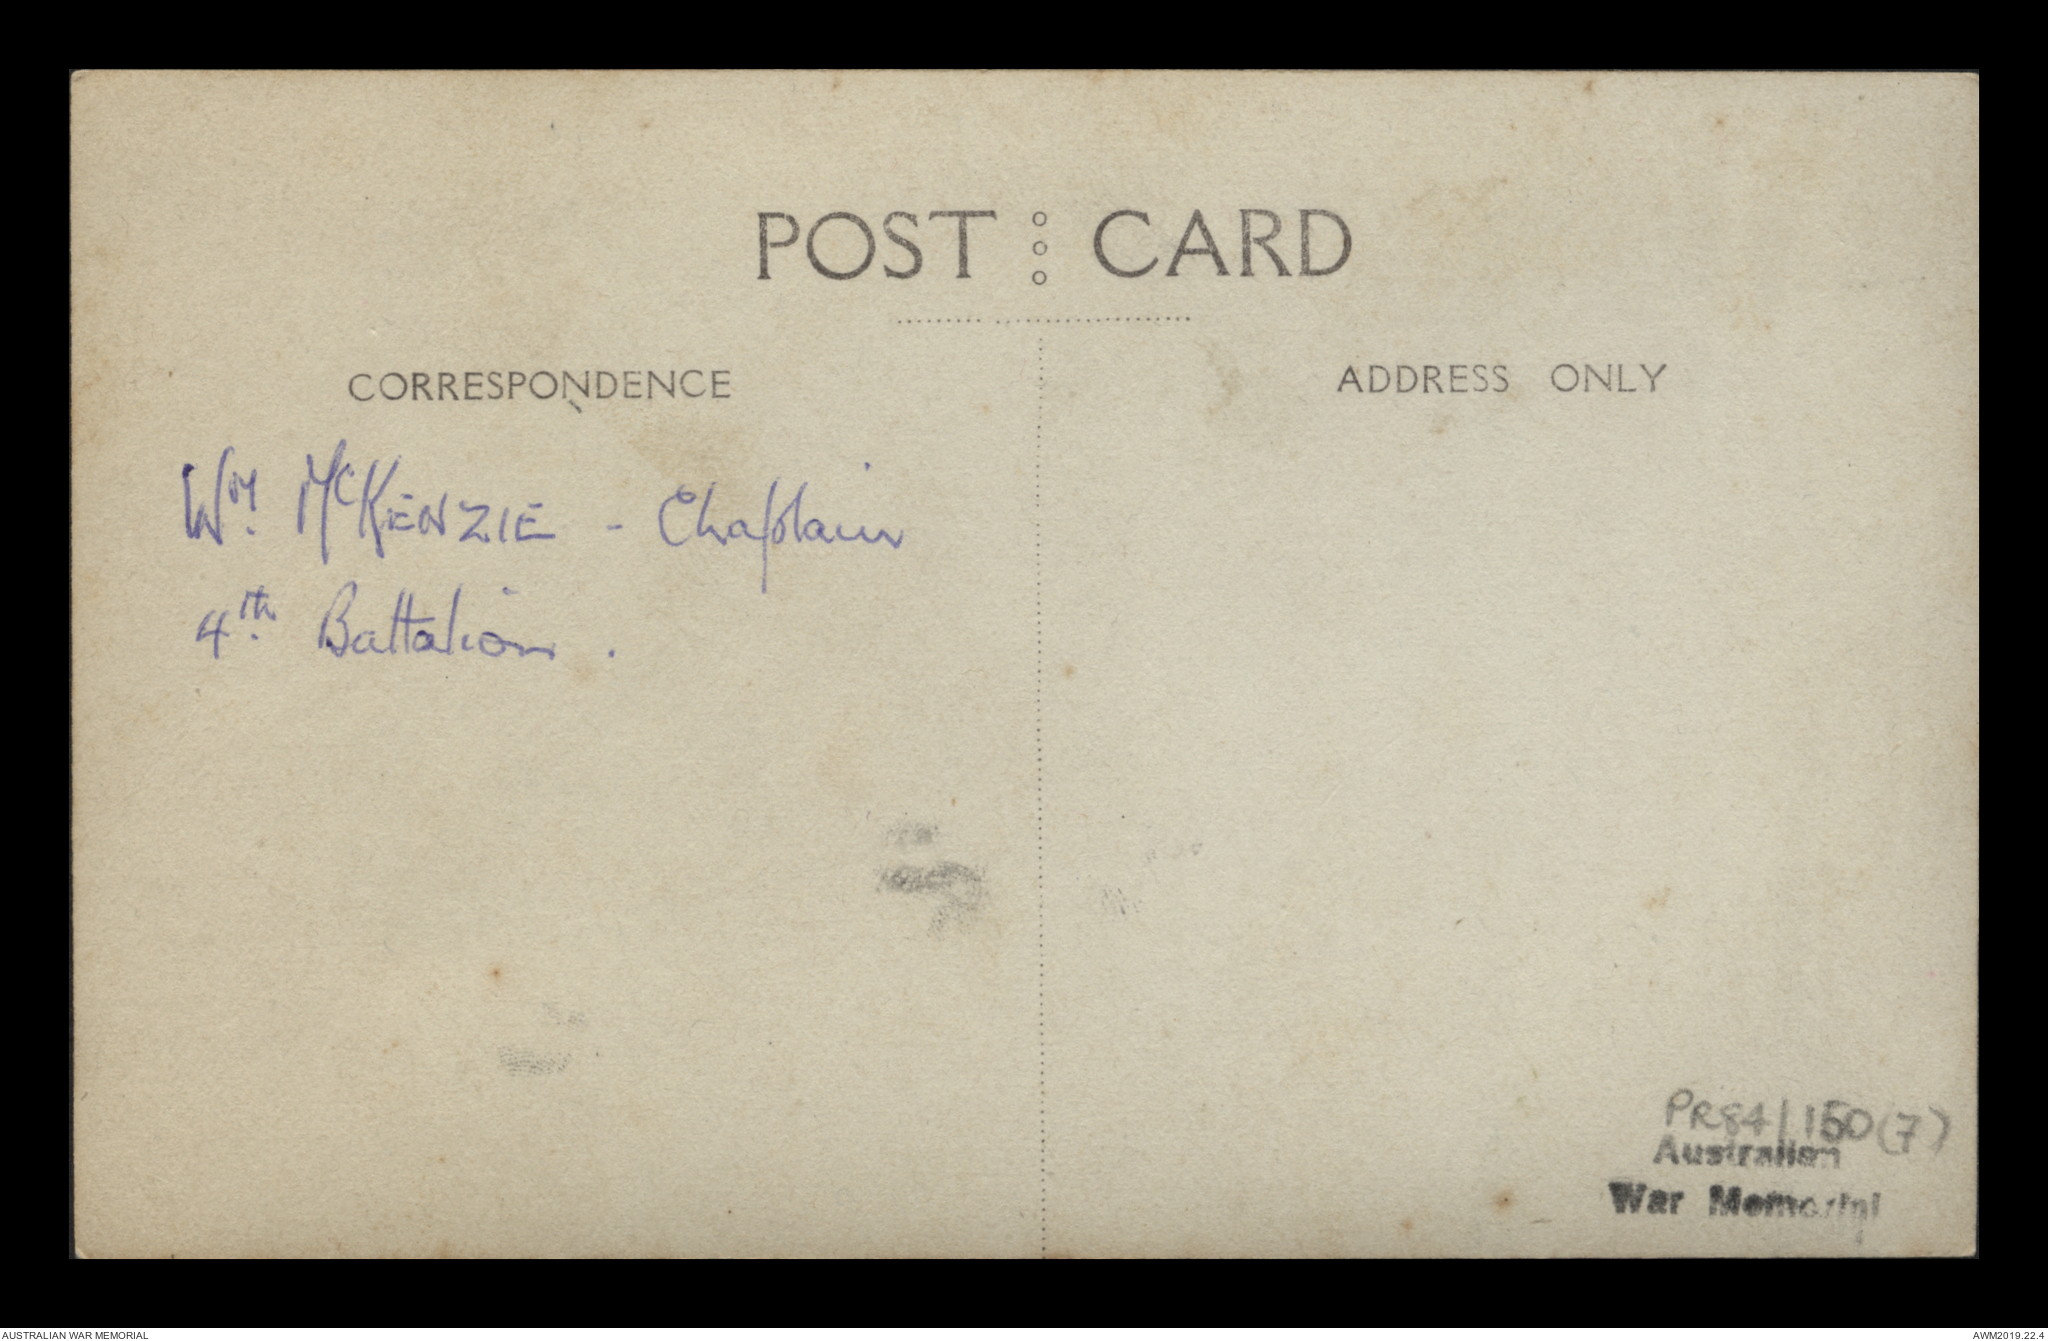 POST CARD
CORRESPONDENCE
ADDRESS ONLY
Wm. McKENZIE - Chaplain
4th. Battalion.
PR84/150(7)
Australian
War Memorial
AUSTRALIAN WAR MEMORIAL
AWM2019.22.4